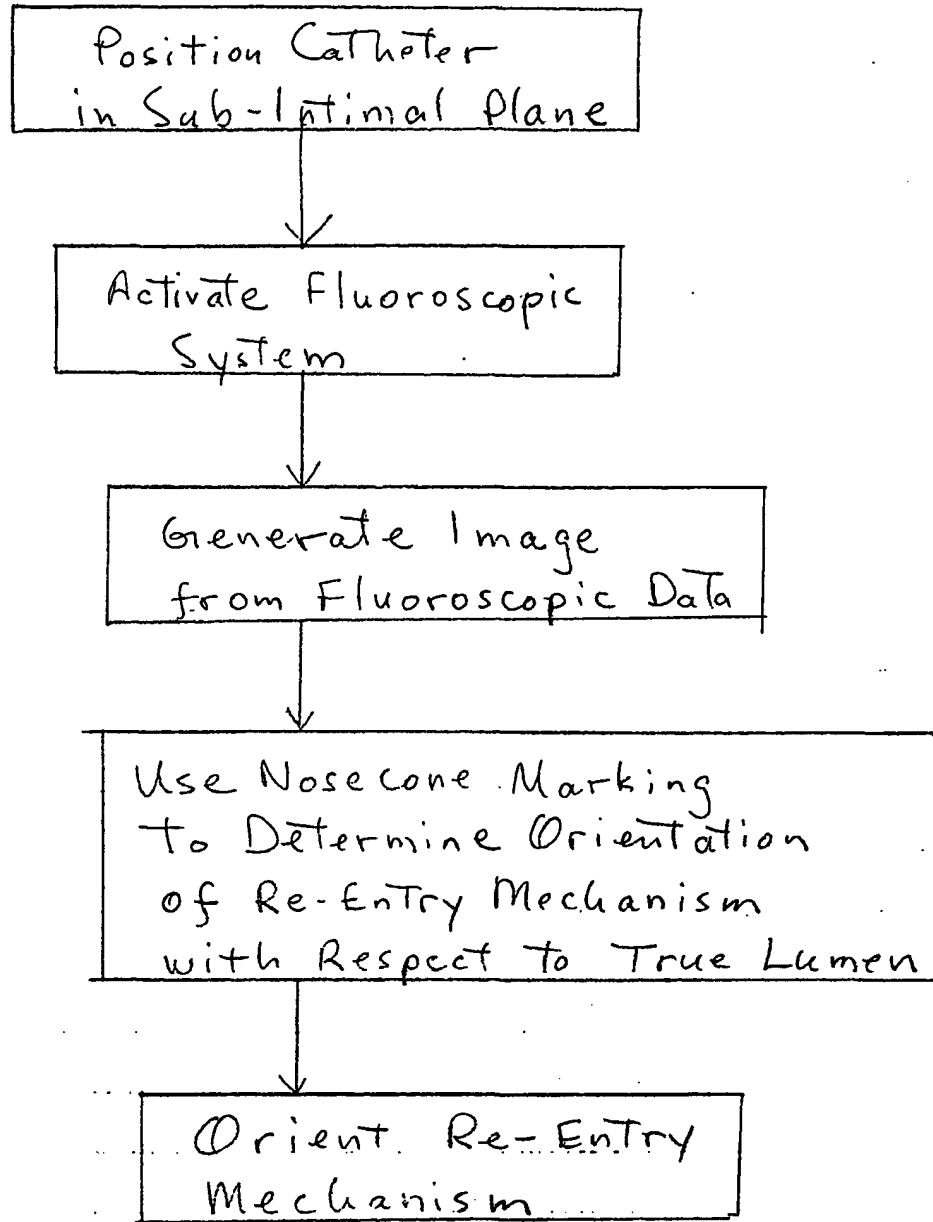 Position Catheter
in Sub-Intimal Plane
Activate Fluoroscopic
System
Generate Image
from Fluoroscopic Data
Use Nosecone Marking
to Determine Orientation
of Re-Entry Mechanism
with Respect to True Lumen
Orient Re-Entry
Mechanism